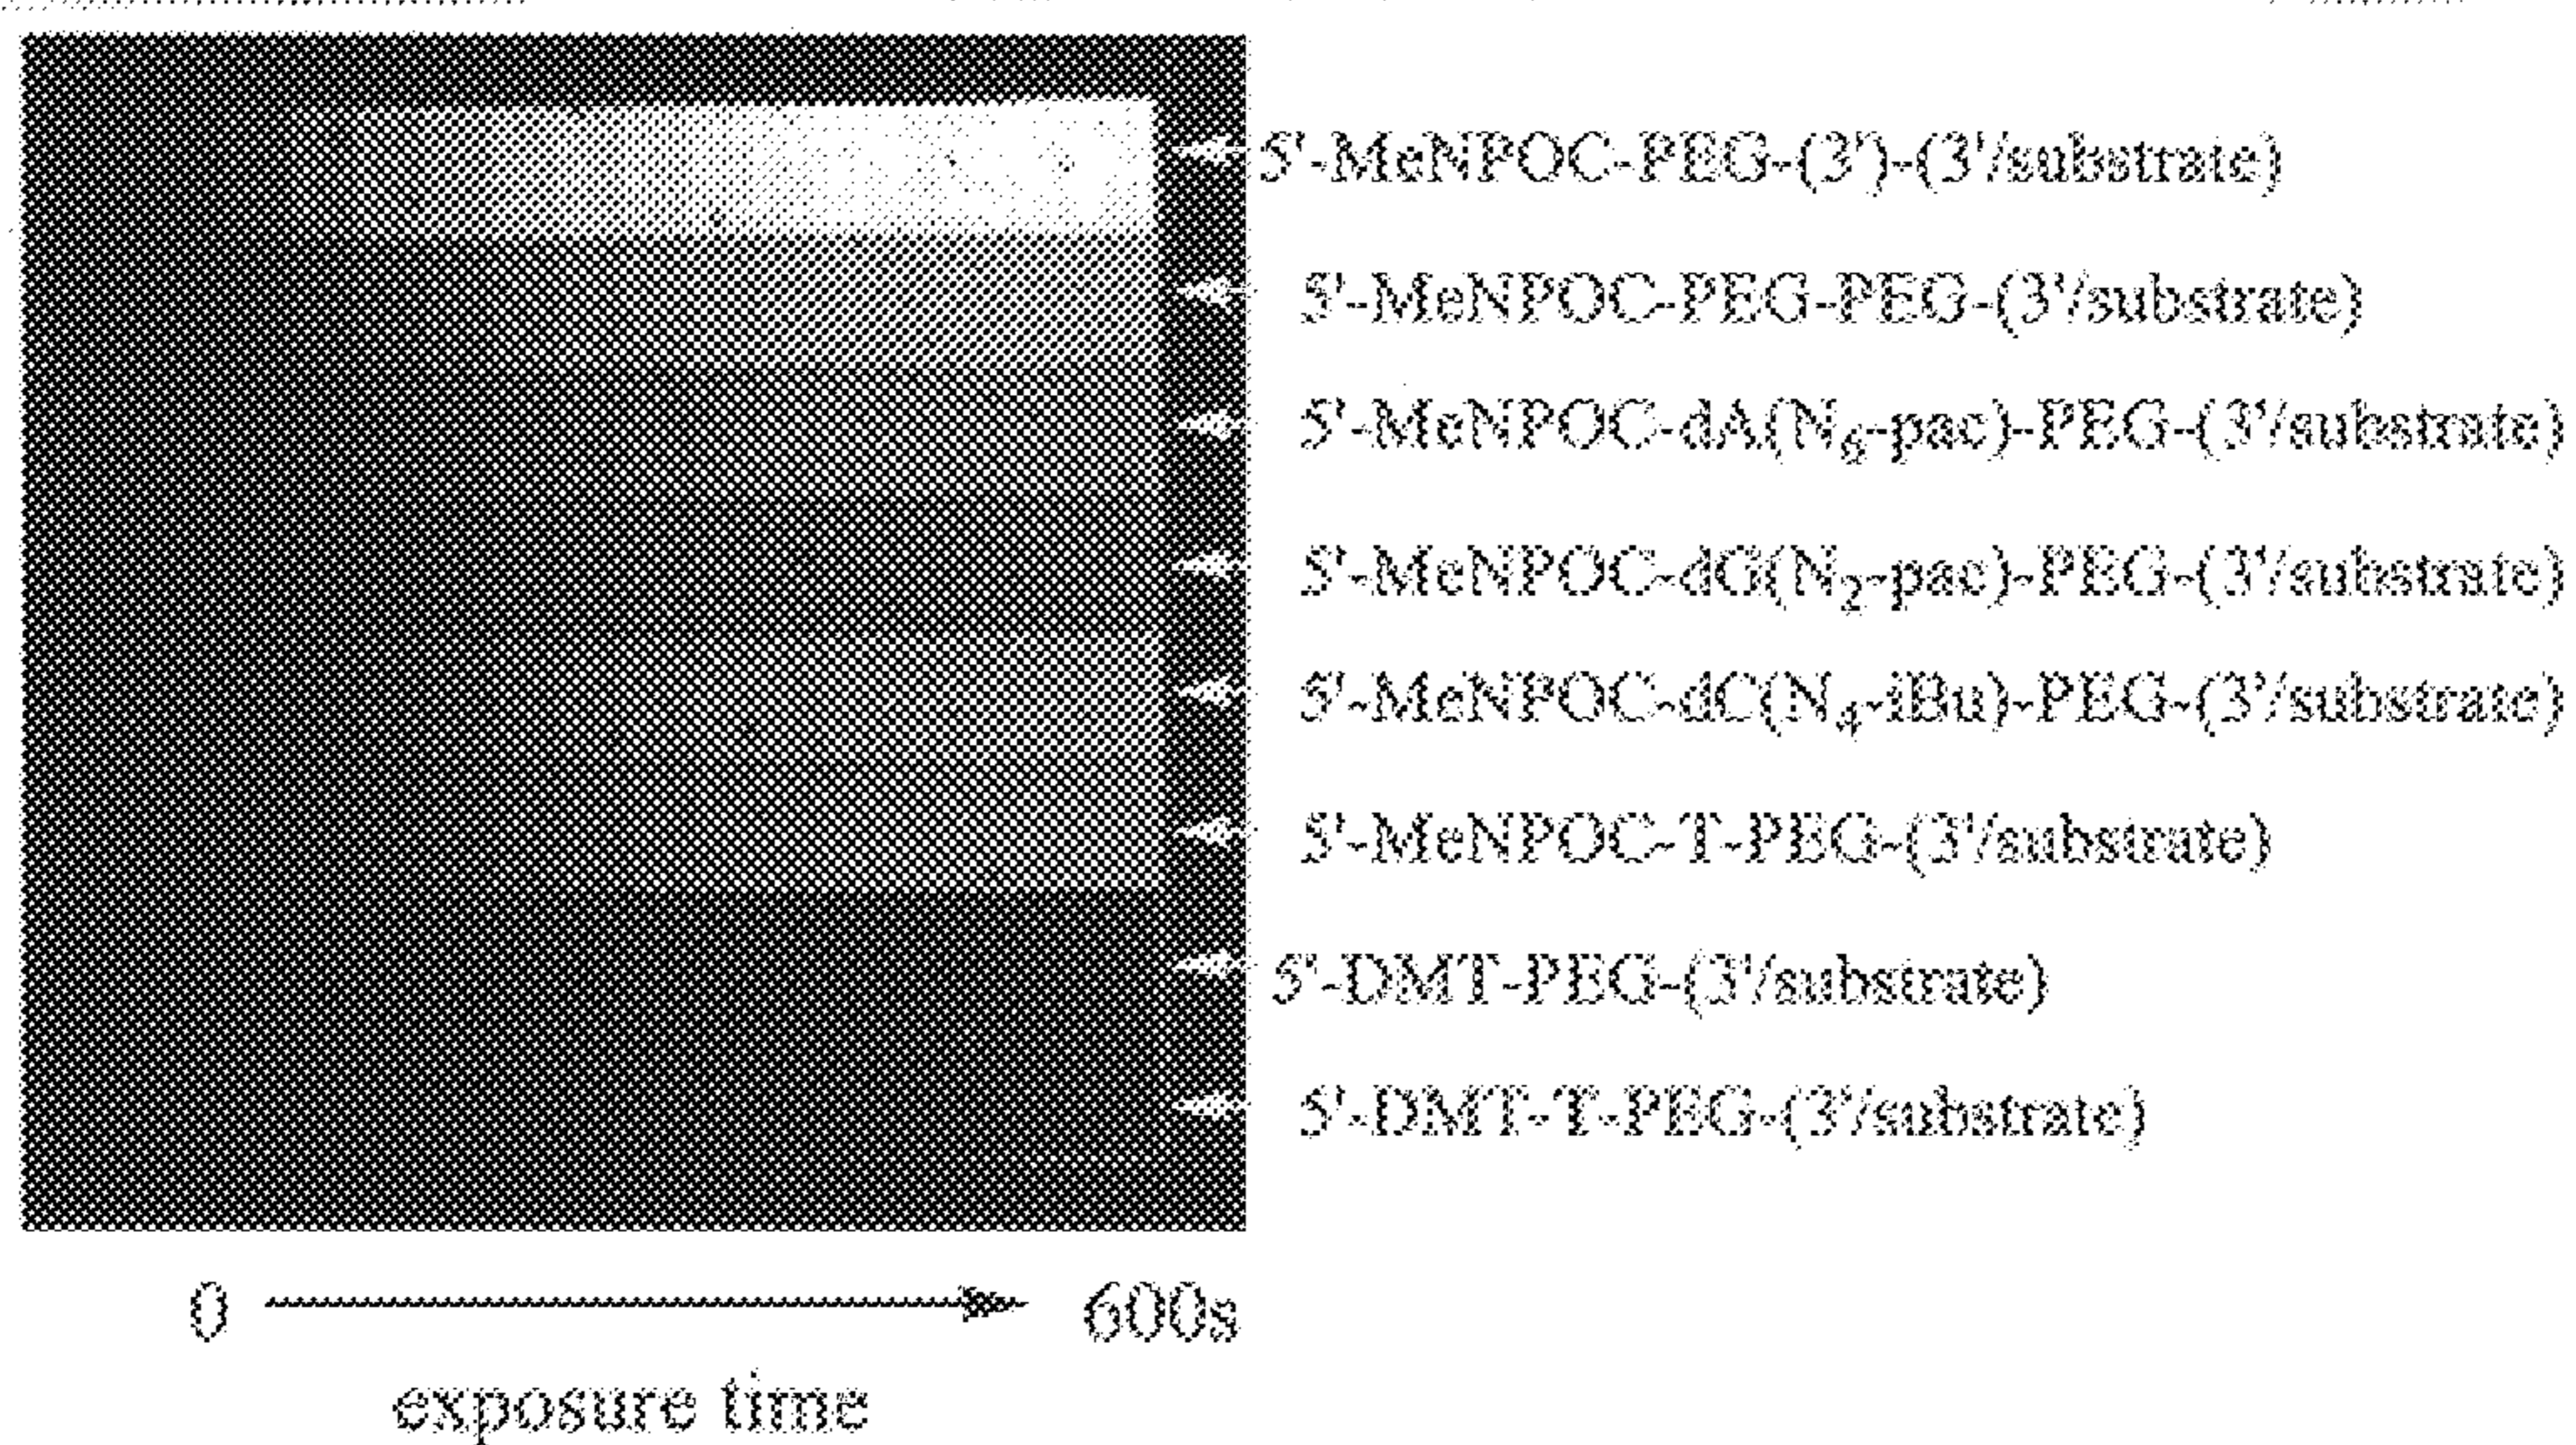 5'-MeNPOC-PEG-(3')-(3'/substrate)
5'-MeNPOC-PEG-PEG-(3'/substrate)
5'-MeNPOC-dA(N₆-pac)-PEG-(3'/substrate)
5'-MeNPOC-dG(N₂-pac)-PEG-(3'/substrate)
5'-MeNPOC-dC(N₄-iBu)-PEG-(3'/substrate)
5'-MeNPOC-T-PEG-(3'/substrate)
5'-DMT-PEG-(3'/substrate)
5'-DMT-T-PEG-(3'/substrate)
0 600s
exposure time